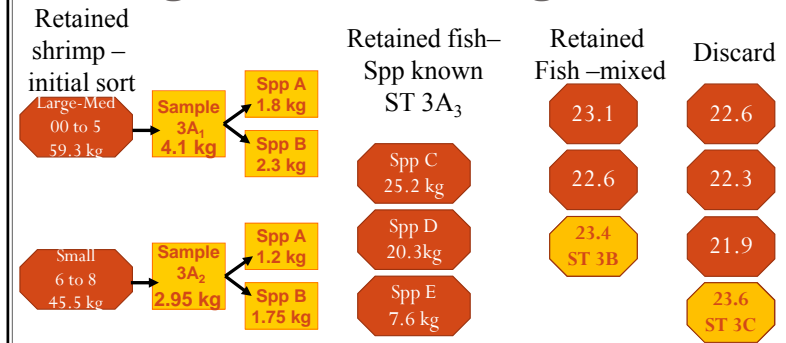 Retained
shrimp –
initial sort
Large-Med
00 to 5
59.3 kg
Sample
3A₁
4.1 kg
Spp A
1.8 kg
Spp B
2.3 kg
Small
6 to 8
45.5 kg
Sample
3A₂
2.95 kg
Spp A
1.2 kg
Spp B
1.75 kg
Retained fish–
Spp known
ST 3A₃
Spp C
25.2 kg
Spp D
20.3kg
Spp E
7.6 kg
Retained
Fish –mixed
23.1
22.6
23.4
ST 3B
Discard
22.6
22.3
21.9
23.6
ST 3C